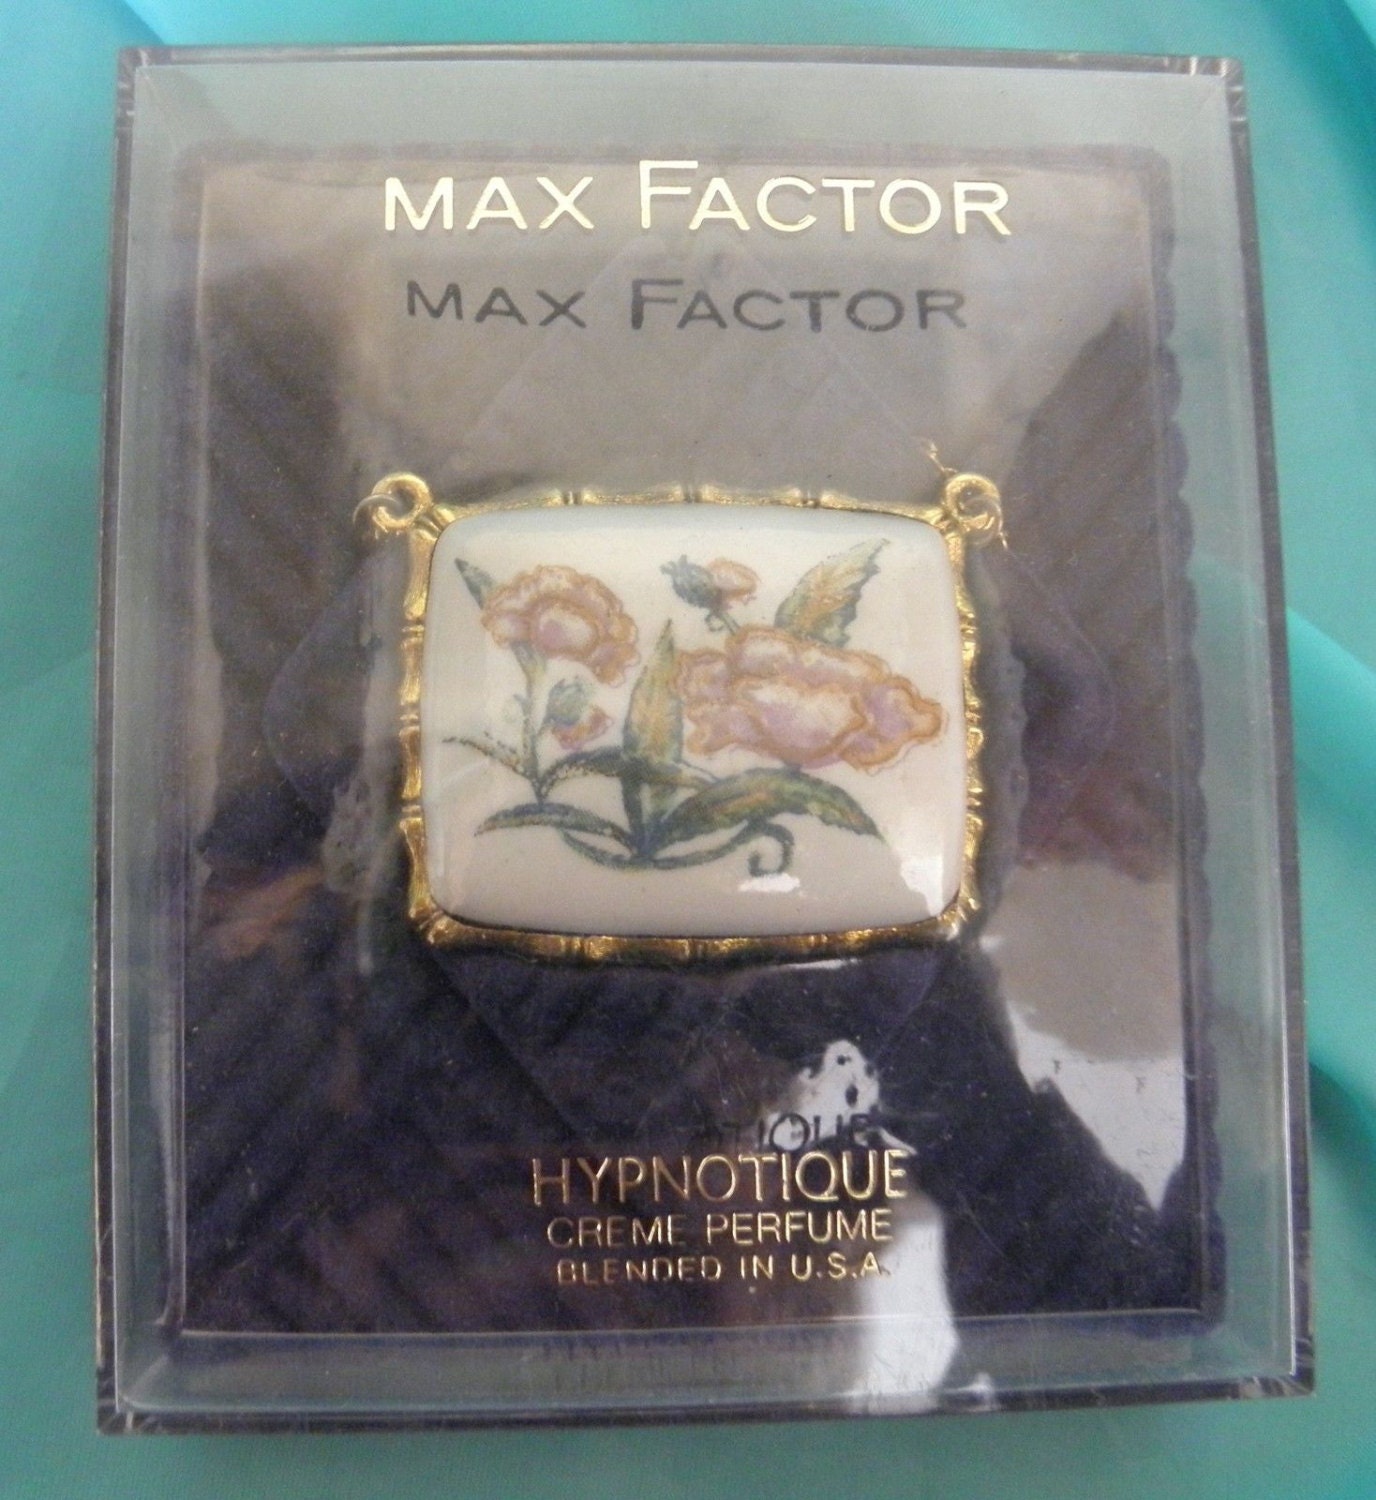 MAX FACTOR
MAX FACTOR
HYPNOTIQUE
CREME PERFUME
BLENDED IN U.S.A.